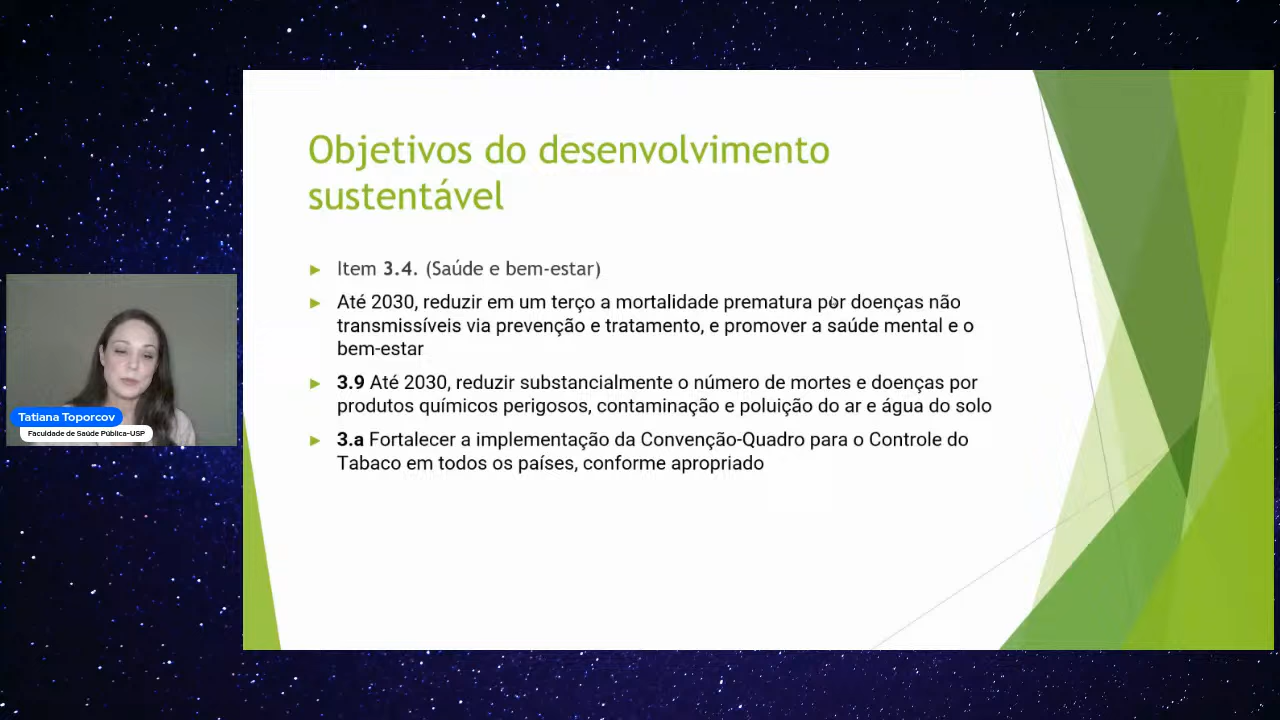 Objetivos do desenvolvimento
sustentável
Item 3.4. (Saúde e bem-estar)
Até 2030, reduzir em um terço a mortalidade prematura por doenças não
transmissíveis via prevenção e tratamento, e promover a saúde mental e o
bem-estar
3.9 Até 2030, reduzir substancialmente o número de mortes e doenças por
produtos químicos perigosos, contaminação e poluição do ar e água do solo
3.a Fortalecer a implementação da Convenção-Quadro para o Controle do
Tabaco em todos os países, conforme apropriado
Tatiana Toporcov
Faculdade de Saúde Pública-USP